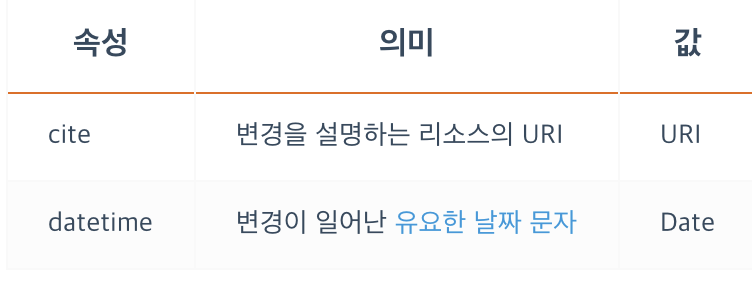 속성 의미 값
cite 변경을 설명하는 리소스의 URI URI
datetime 변경이 일어난 유요한 날짜 문자 Date